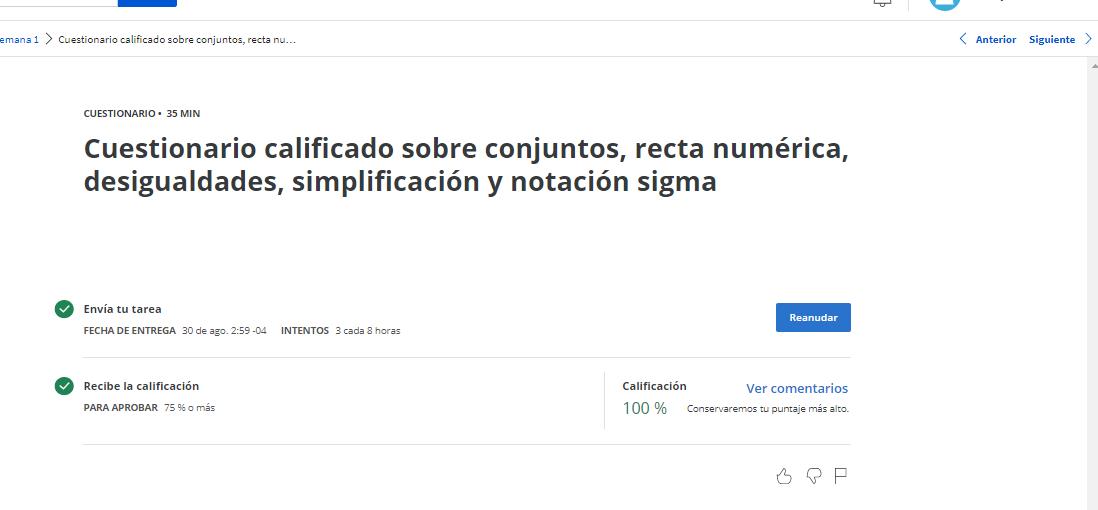 emana 1 > Cuestionario calificado sobre conjuntos, recta nu...
Anterior Siguiente
CUESTIONARIO • 35 MIN
Cuestionario calificado sobre conjuntos, recta numérica,
desigualdades, simplificación y notación sigma
Envía tu tarea
FECHA DE ENTREGA 30 de ago. 2:59 -04 INTENTOS 3 cada 8 horas
Reanudar
Recibe la calificación
PARA APROBAR 75 % o más
Calificación Ver comentarios
100 % Conservaremos tu puntaje más alto.